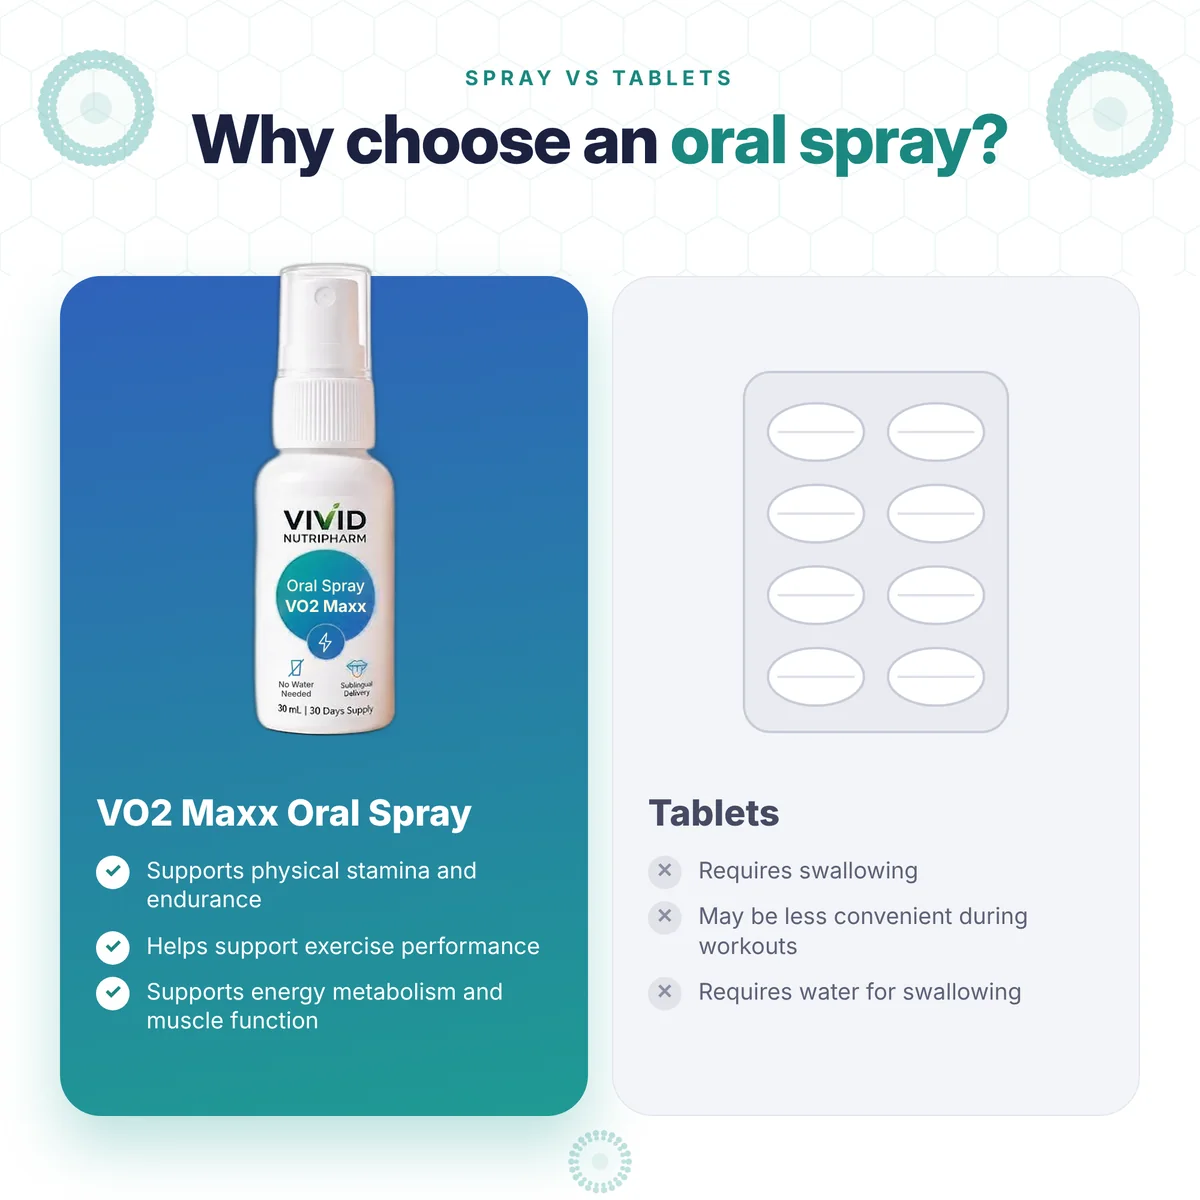 SPRAY VS TABLETS
Why choose an oral spray?
VIVID
NUTRIPHARM
Oral Spray
VO2 Maxx
No Water
Needed
Sublingual
Delivery
30 mL | 30 Days Supply
VO2 Maxx Oral Spray
Supports physical stamina and
endurance
Helps support exercise performance
Supports energy metabolism and
muscle function
Tablets
Requires swallowing
May be less convenient during
workouts
Requires water for swallowing